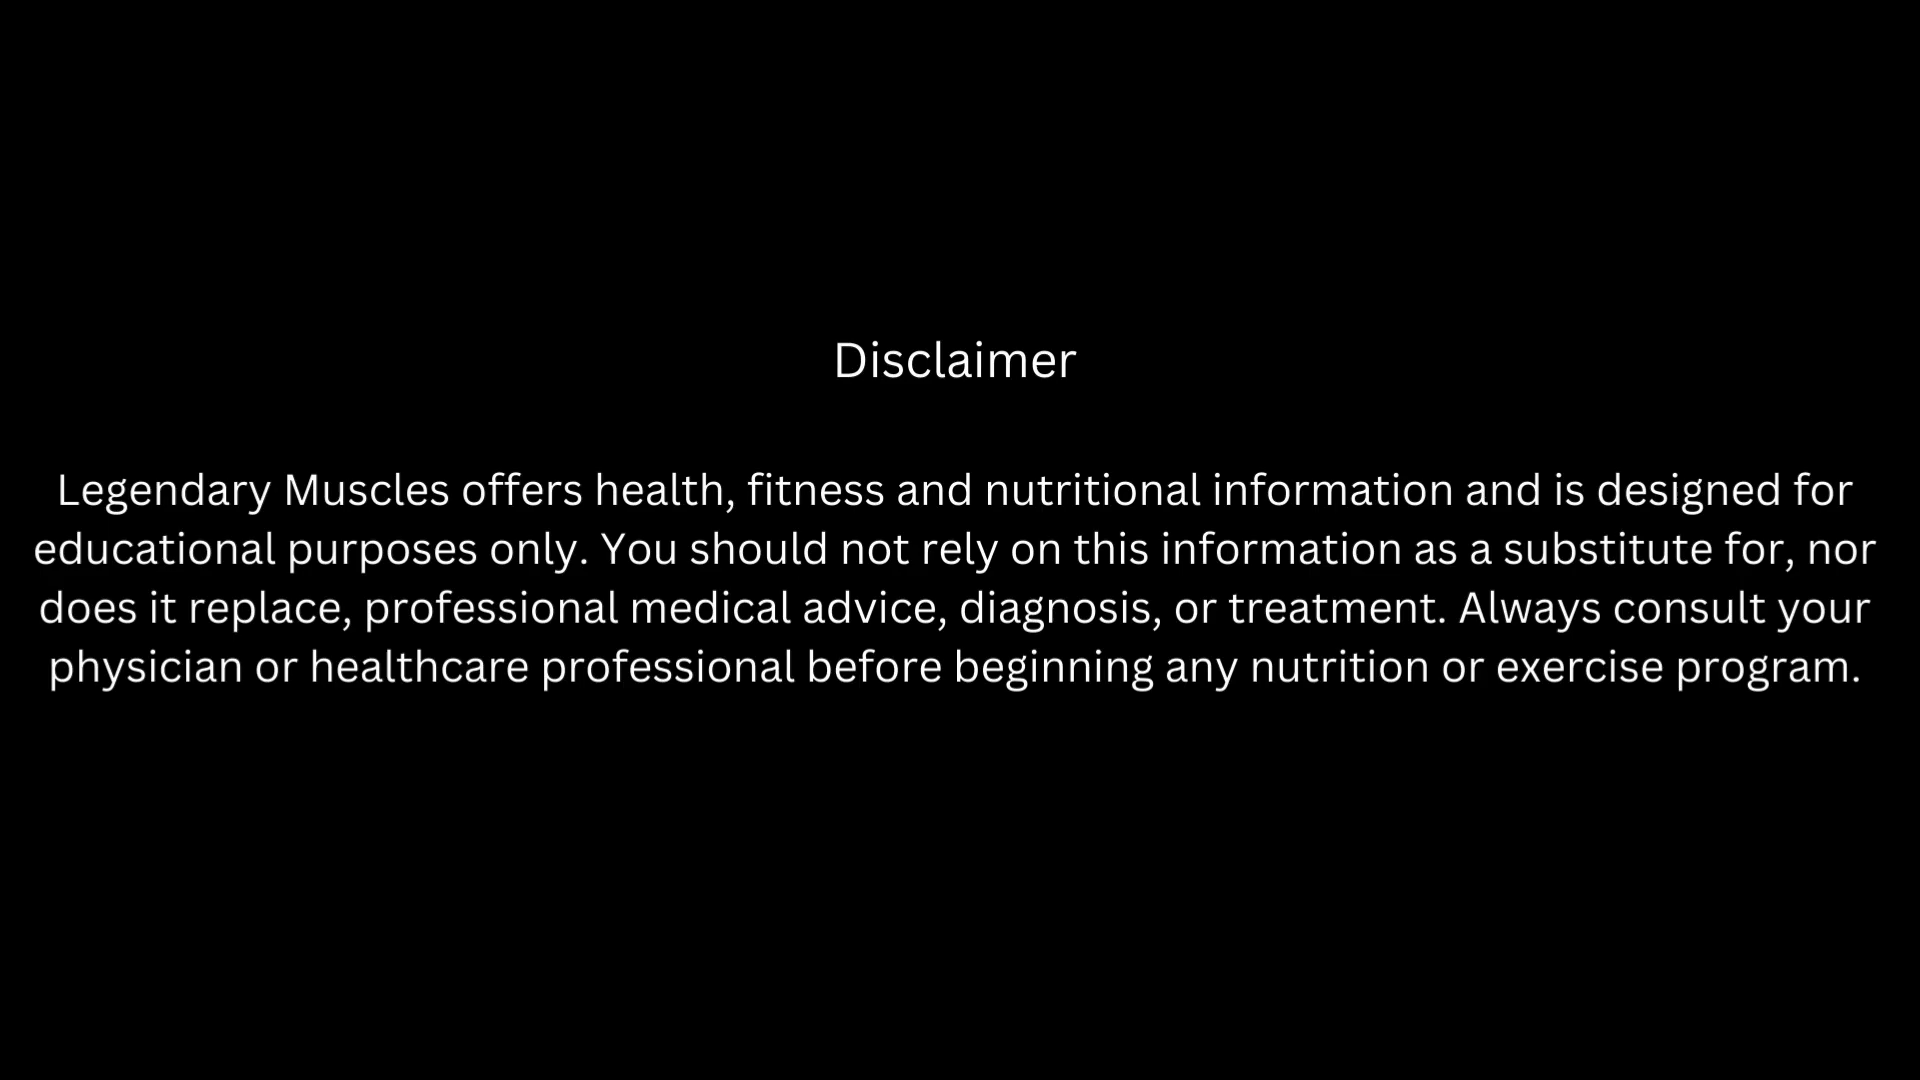 Disclaimer
Legendary Muscles offers health, fitness and nutritional information and is designed for
educational purposes only. You should not rely on this information as a substitute for, nor
does it replace, professional medical advice, diagnosis, or treatment. Always consult your
physician or healthcare professional before beginning any nutrition or exercise program.